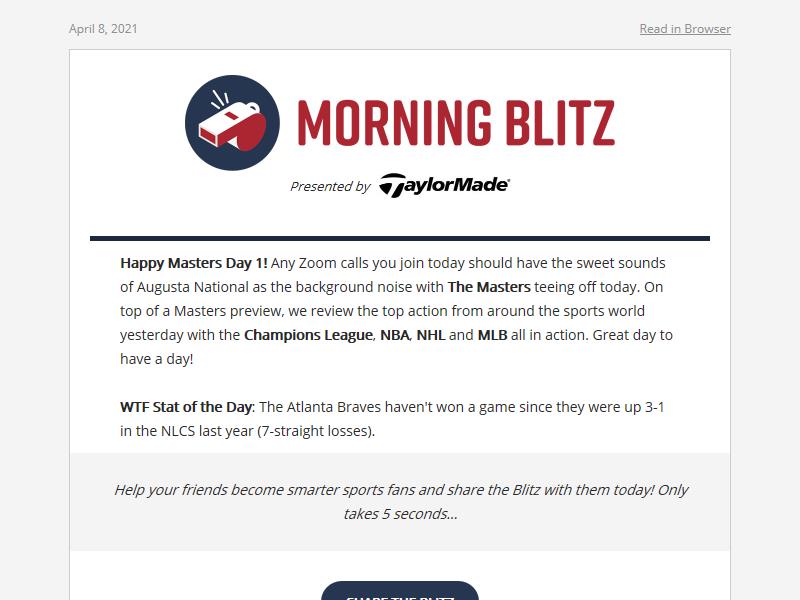 April 8, 2021 Read in Browser
MORNING BLITZ
Presented by TaylorMade
Happy Masters Day 1! Any Zoom calls you join today should have the sweet sounds
of Augusta National as the background noise with The Masters teeing off today. On
top of a Masters preview, we review the top action from around the sports world
yesterday with the Champions League, NBA, NHL and MLB all in action. Great day to
have a day!
WTF Stat of the Day: The Atlanta Braves haven't won a game since they were up 3-1
in the NLCS last year (7-straight losses).
Help your friends become smarter sports fans and share the Blitz with them today! Only
takes 5 seconds...
SHARE THE BLITZ